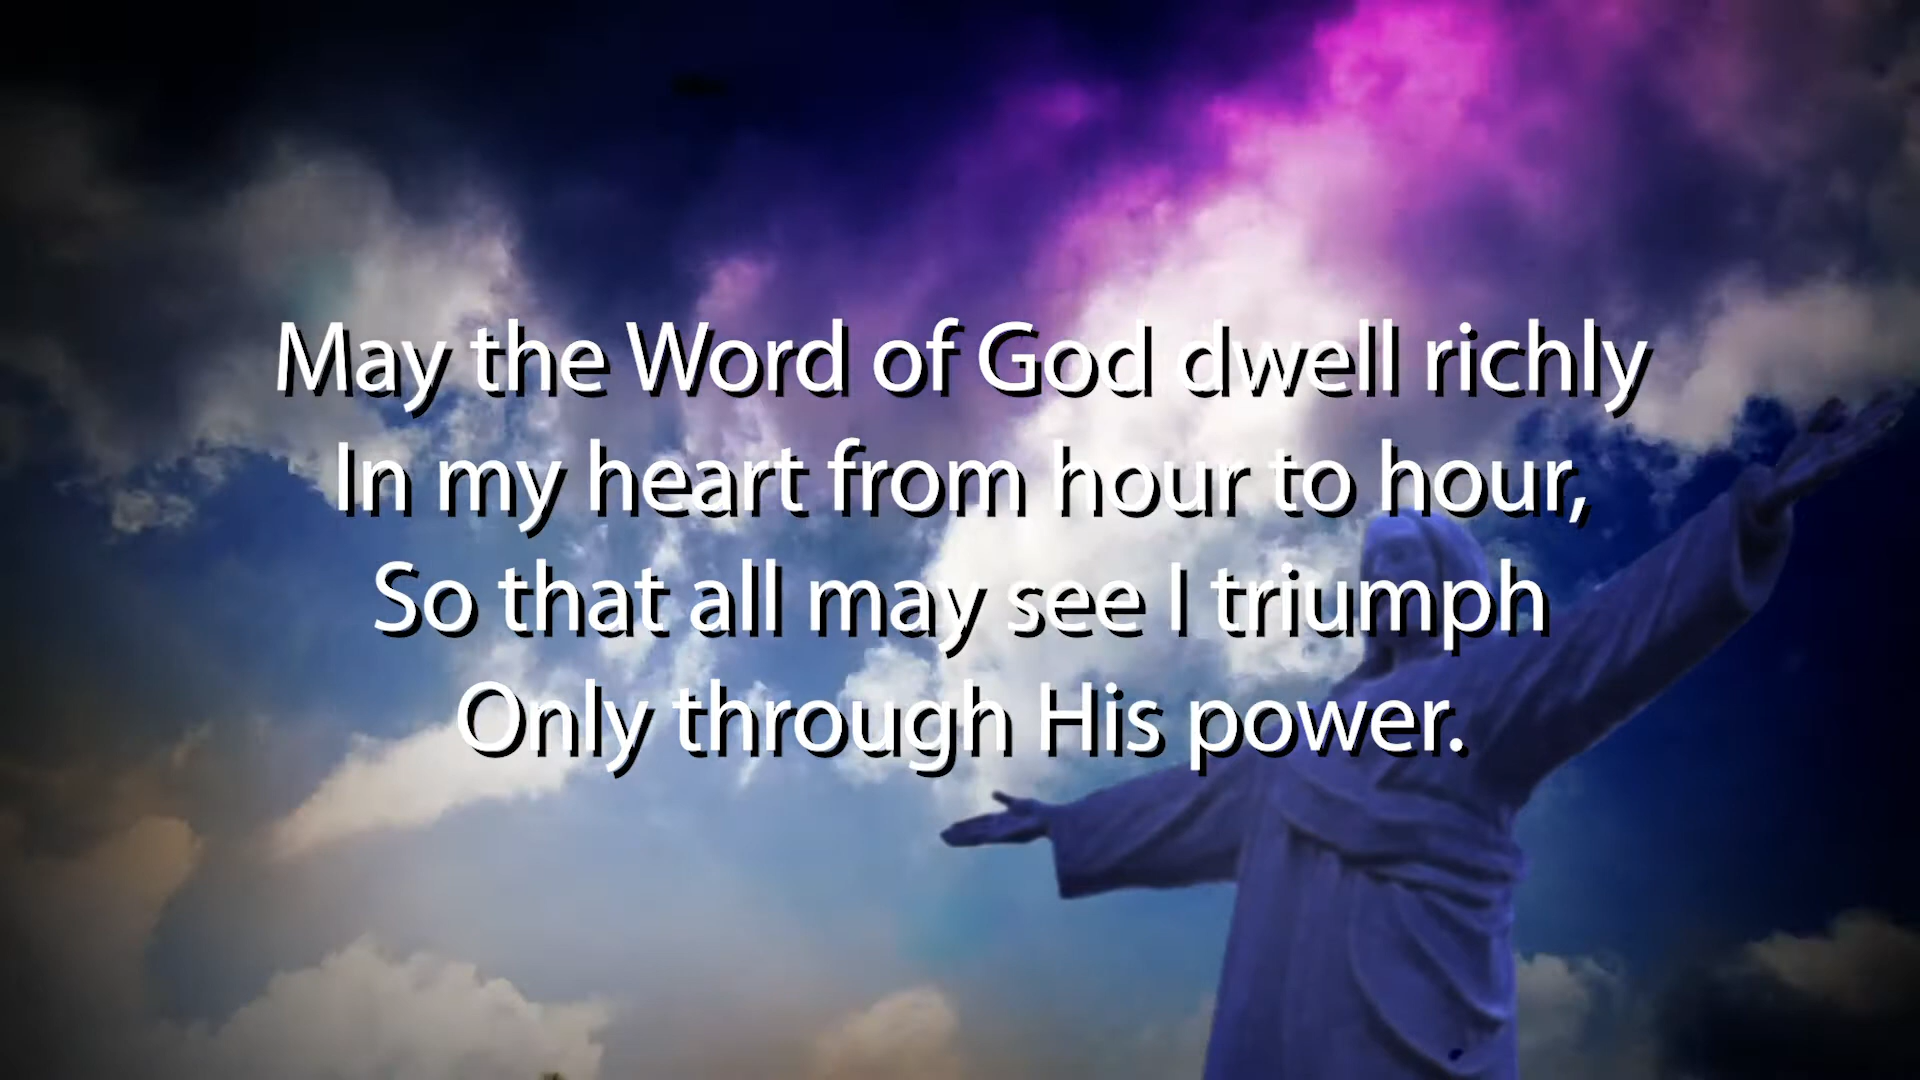 May the Word of God dwell richly
In my heart from hour to hour,
So that all may see I triumph
Only through His power.